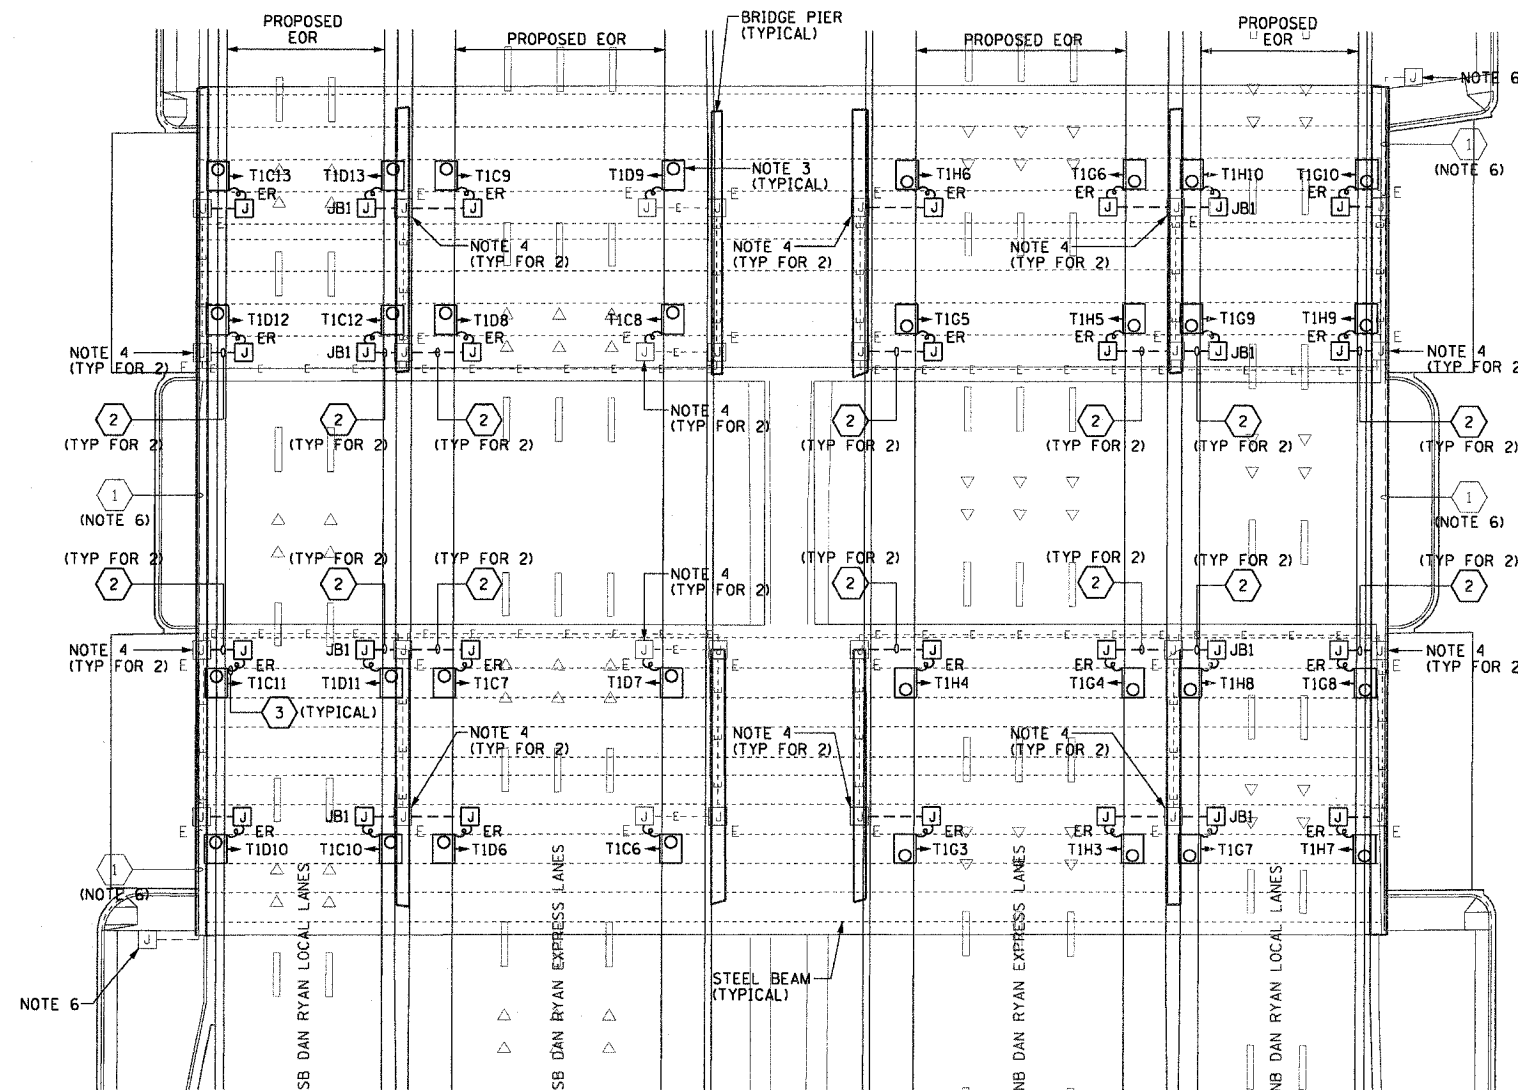 PROPOSED
EOR
PROPOSED EOR
BRIDGE PIER
(TYPICAL)
PROPOSED EOR
PROPOSED
EOR
J
NOTE 6
1
(NOTE 6)
T1C13
T1D13
T1C9
T1D9
NOTE 3
(TYPICAL)
T1H6
T1G6
T1H10
T1G10
ER
ER
ER
ER
ER
ER
E
J
J
JB1
J
J
J
J
E
J
J
J
J
J
J
JB1
J
J
E
NOTE 4
(TYP FOR 2)
NOTE 4
(TYP FOR 2)
NOTE 4
(TYP FOR 2)
T1D12
T1C12
T1D8
T1C8
T1G5
T1H5
T1G9
T1H9
ER
ER
ER
ER
ER
ER
NOTE 4
(TYP FOR 2)
J
J
JB1
J
J
J
J
E
J
J
J
J
J
J
JB1
J
J
NOTE 4
(TYP FOR 2)
E E E E E E E E E E
NOTE 4
(TYP FOR 2)
2
(TYP FOR 2)
2
(TYP FOR 2)
2
(TYP FOR 2)
2
(TYP FOR 2)
2
(TYP FOR 2)
2
(TYP FOR 2)
2
(TYP FOR 2)
1
(NOTE 6)
1
(NOTE 6)
(TYP FOR 2)
2
(TYP FOR 2)
2
(TYP FOR 2)
2
NOTE 4
(TYP FOR 2)
(TYP FOR 2)
2
(TYP FOR 2)
2
(TYP FOR 2)
2
(TYP FOR 2)
2
E E E E E E E E E E
NOTE 4
(TYP FOR 2)
J
J
JB1
J
J
J
J
E
J
J
J
J
J
J
JB1
J
J
NOTE 4
(TYP FOR 2)
ER
ER
ER
ER
ER
ER
T1C11
T1D11
T1C7
T1D7
T1H4
T1G4
T1H8
T1G8
3
(TYPICAL)
NOTE 4
(TYP FOR 2)
NOTE 4
(TYP FOR 2)
NOTE 4
(TYP FOR 2)
J
J
JB1
J
J
J
J
E
J
J
J
J
J
J
JB1
J
J
E
ER
ER
ER
ER
ER
ER
E
T1D10
T1C10
T1D6
T1C6
T1G3
T1H3
T1G7
T1H7
1
(NOTE 6)
J
NOTE 6
STEEL BEAM
(TYPICAL)
SB DAN RYAN LOCAL LANES
SB DAN RYAN EXPRESS LANES
NB DAN RYAN EXPRESS LANES
NB DAN RYAN LOCAL LANES